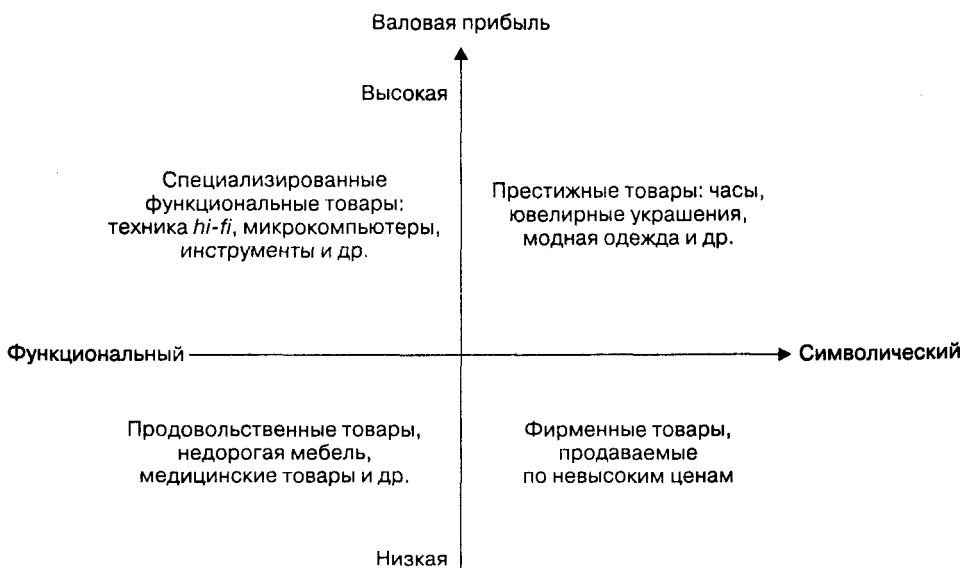 Валовая прибыль
Высокая
Специализированные
функциональные товары:
техника hi-fi, микрокомпьютеры,
инструменты и др.
Престижные товары: часы,
ювелирные украшения,
модная одежда и др.
Функциональный
Символический
Продовольственные товары,
недорогая мебель,
медицинские товары и др.
Фирменные товары,
продаваемые
по невысоким ценам
Низкая